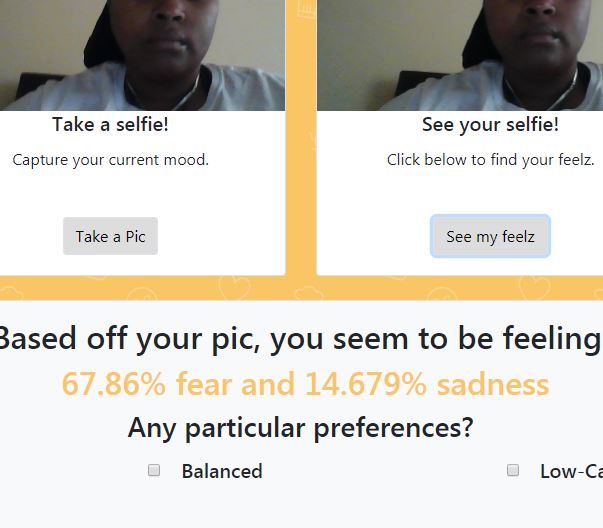 Take a selfie!
See your selfie!
Capture your current mood.
Click below to find your feelz.
Take a Pic
See my feelz
Based off your pic, you seem to be feeling
67.86% fear and 14.679% sadness
Any particular preferences?
Balanced
Low-Ca